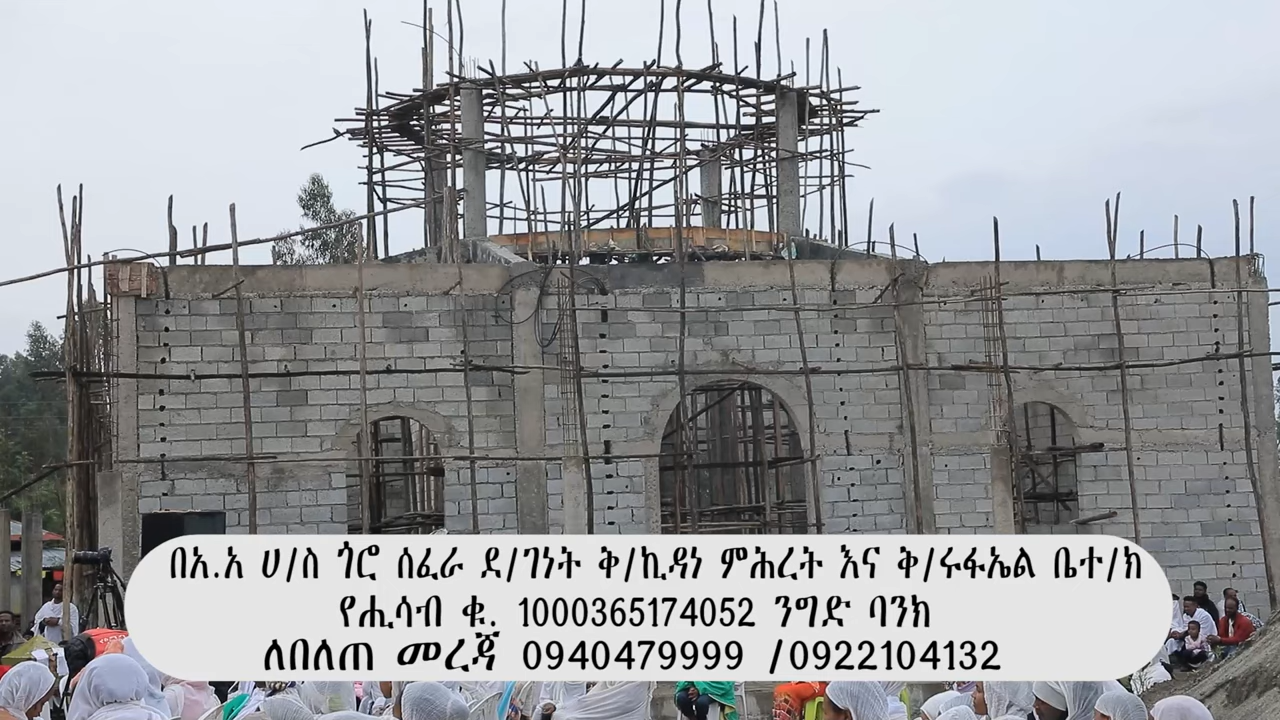 በአ.አ ሀ/ስ ጎሮ ሰፈራ ደ/ገነት ቅ/ኪዳነ ምሕረት እና ቅ/ሩፋኤል ቤተ/ክ
የሒሳብ ቁ. 1000365174052 ንግድ ባንክ
ለበለጠ መረጃ 0940479999 /0922104132